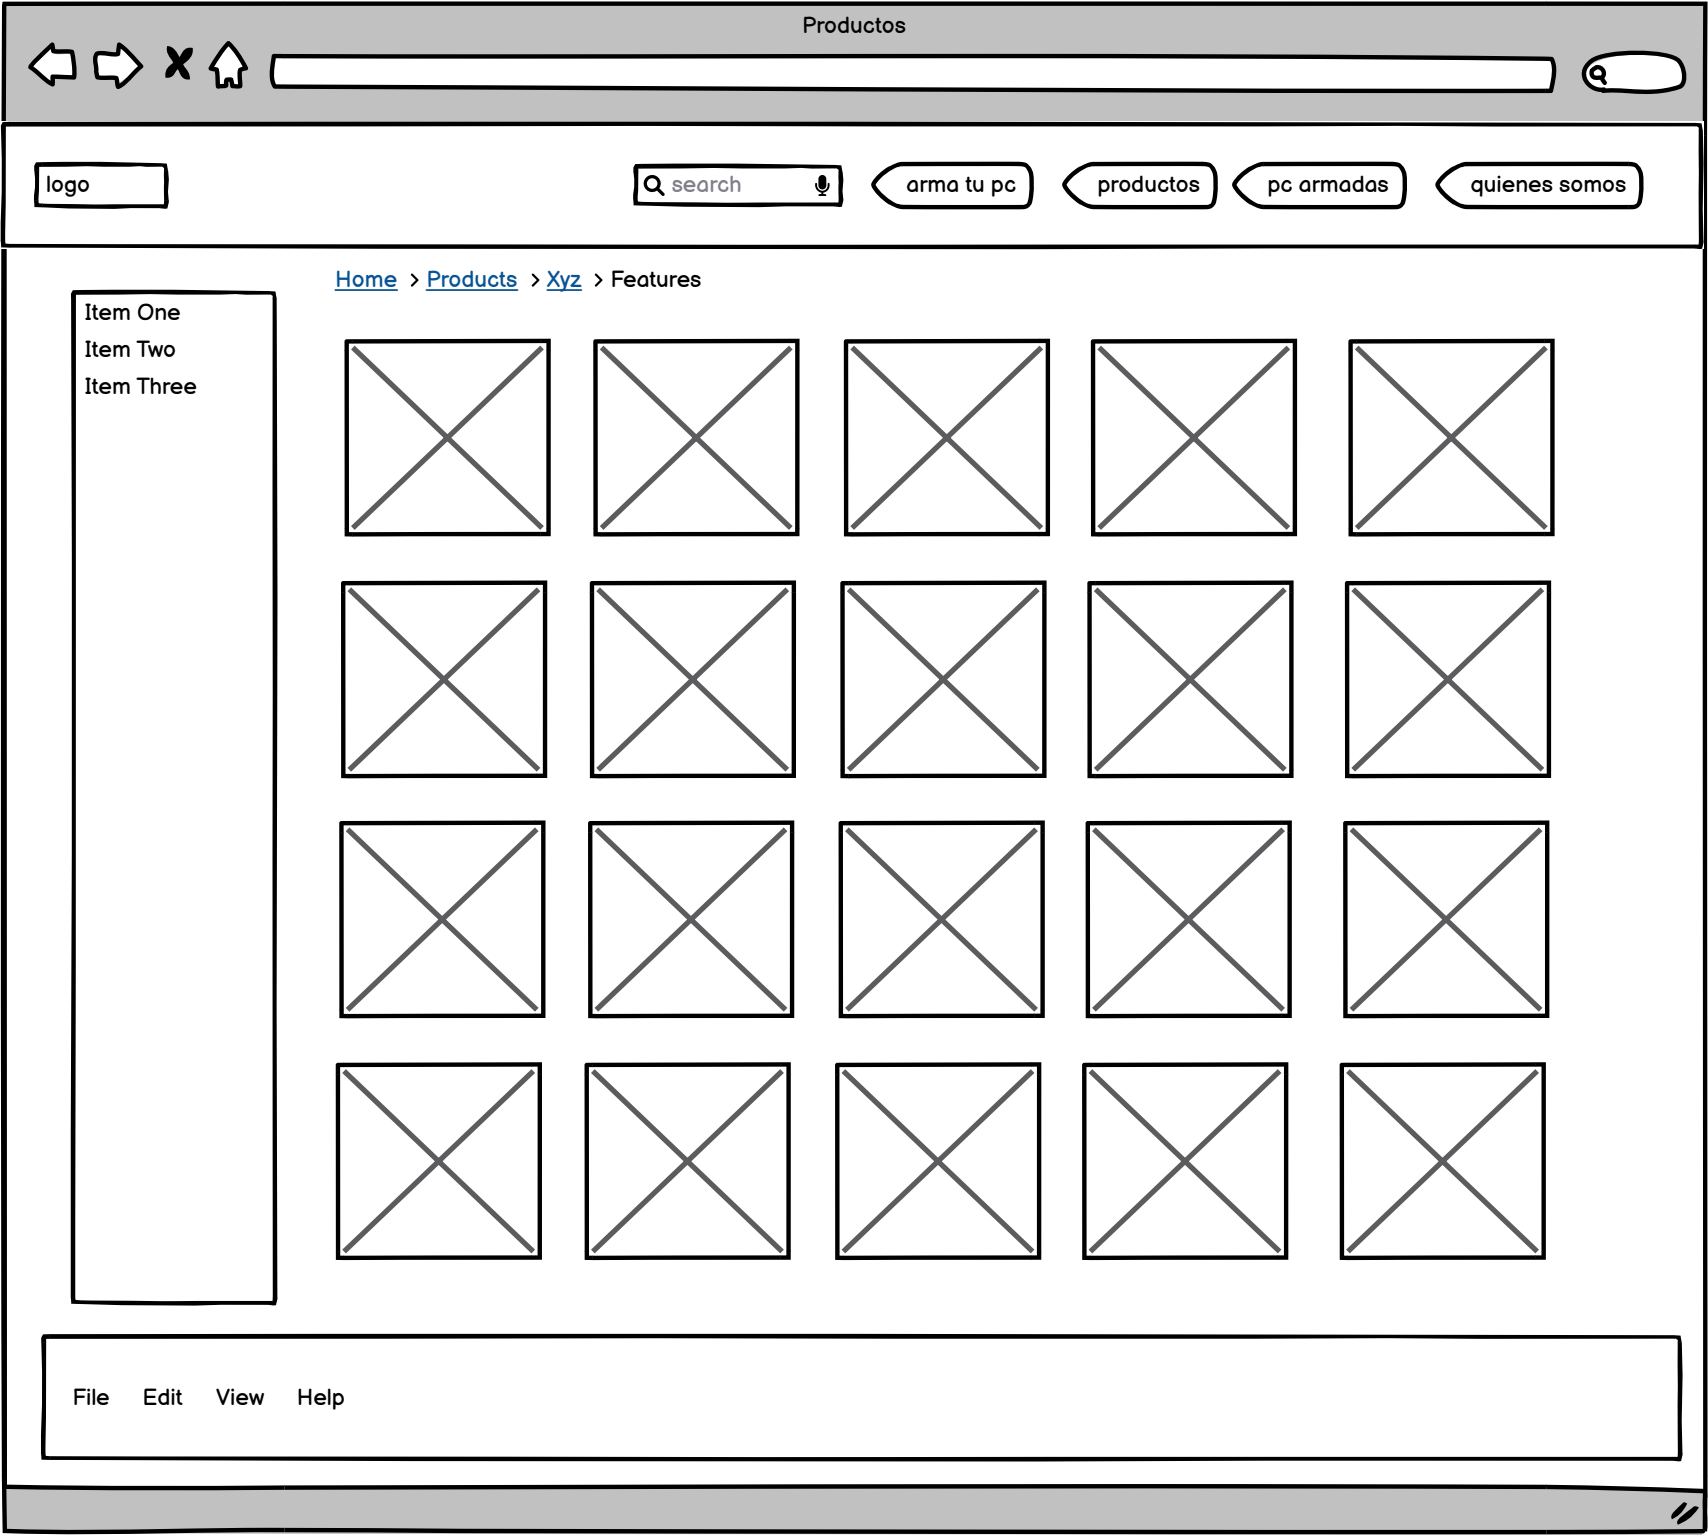 Productos
logo
search
arma tu pc
productos
pc armadas
quienes somos
Home > Products > Xyz > Features
Item One
Item Two
Item Three
File Edit View Help